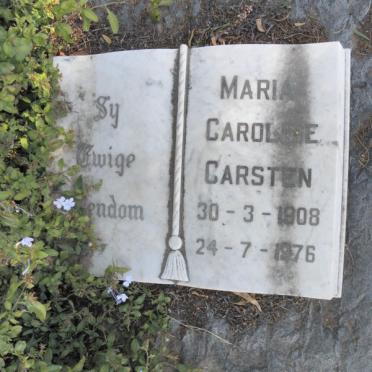 Sy
Ewige
MARIA
CAROLINE
CARSTEN
30 - 3 - 1908
24 - 7 - 1976